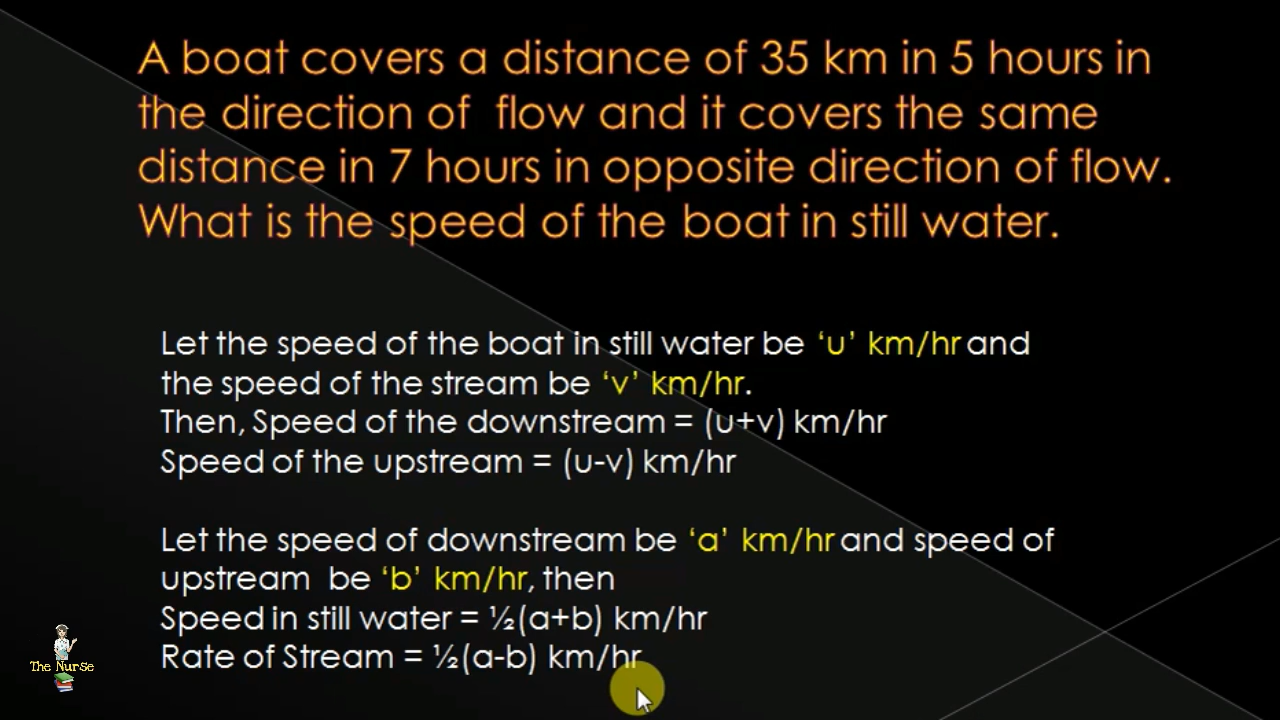 A boat covers a distance of 35 km in 5 hours in
the direction of flow and it covers the same
distance in 7 hours in opposite direction of flow.
What is the speed of the boat in still water.
Let the speed of the boat in still water be ‘u’ km/hr and
the speed of the stream be ‘v’ km/hr.
Then, Speed of the downstream = (u+v) km/hr
Speed of the upstream = (u-v) km/hr
Let the speed of downstream be ‘a’ km/hr and speed of
upstream be ‘b’ km/hr, then
Speed in still water = ½(a+b) km/hr
Rate of Stream = ½(a-b) km/hr
The Nurse